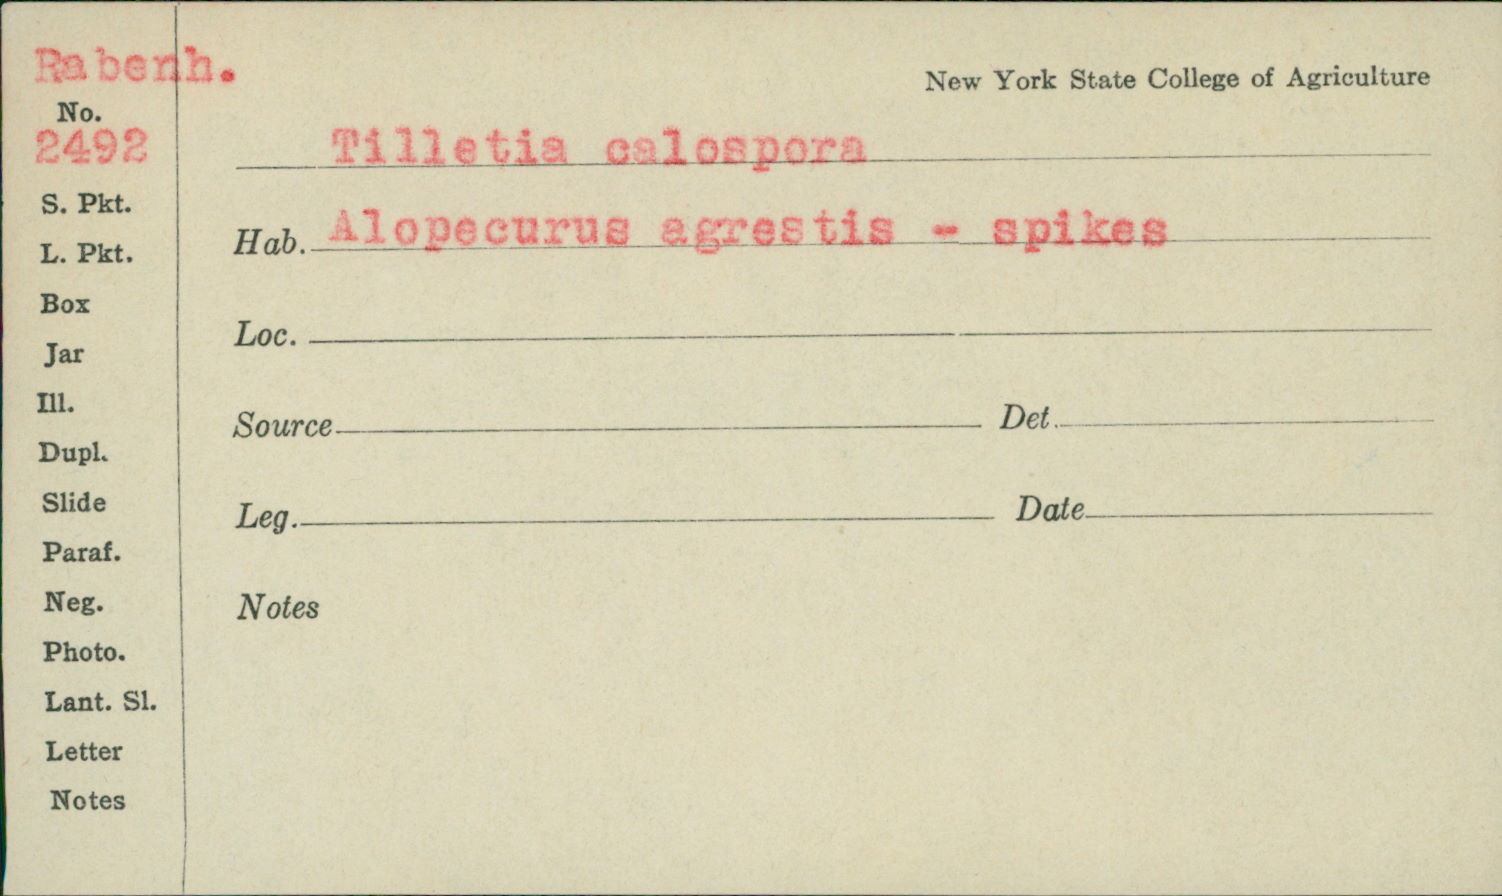 Rabenh.
New York State College of Agriculture
No.
2492
Tilletia calospora
S. Pkt.
Hab. Alopecurus agrestis - spikes
L. Pkt.
Box
Loc.
Jar
Ill.
Source Det.
Dupl.
Slide
Leg. Date
Paraf.
Neg.
Notes
Photo.
Lant. Sl.
Letter
Notes